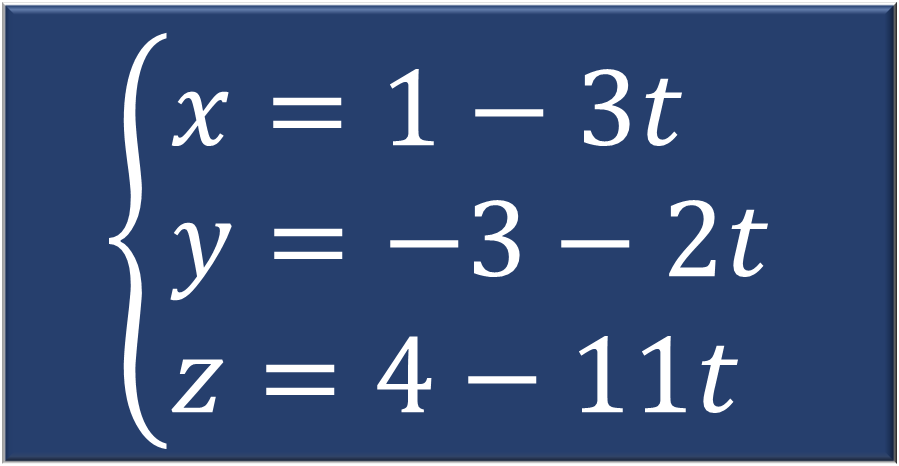 x = 1 − 3t
y = −3 − 2t
z = 4 − 11t